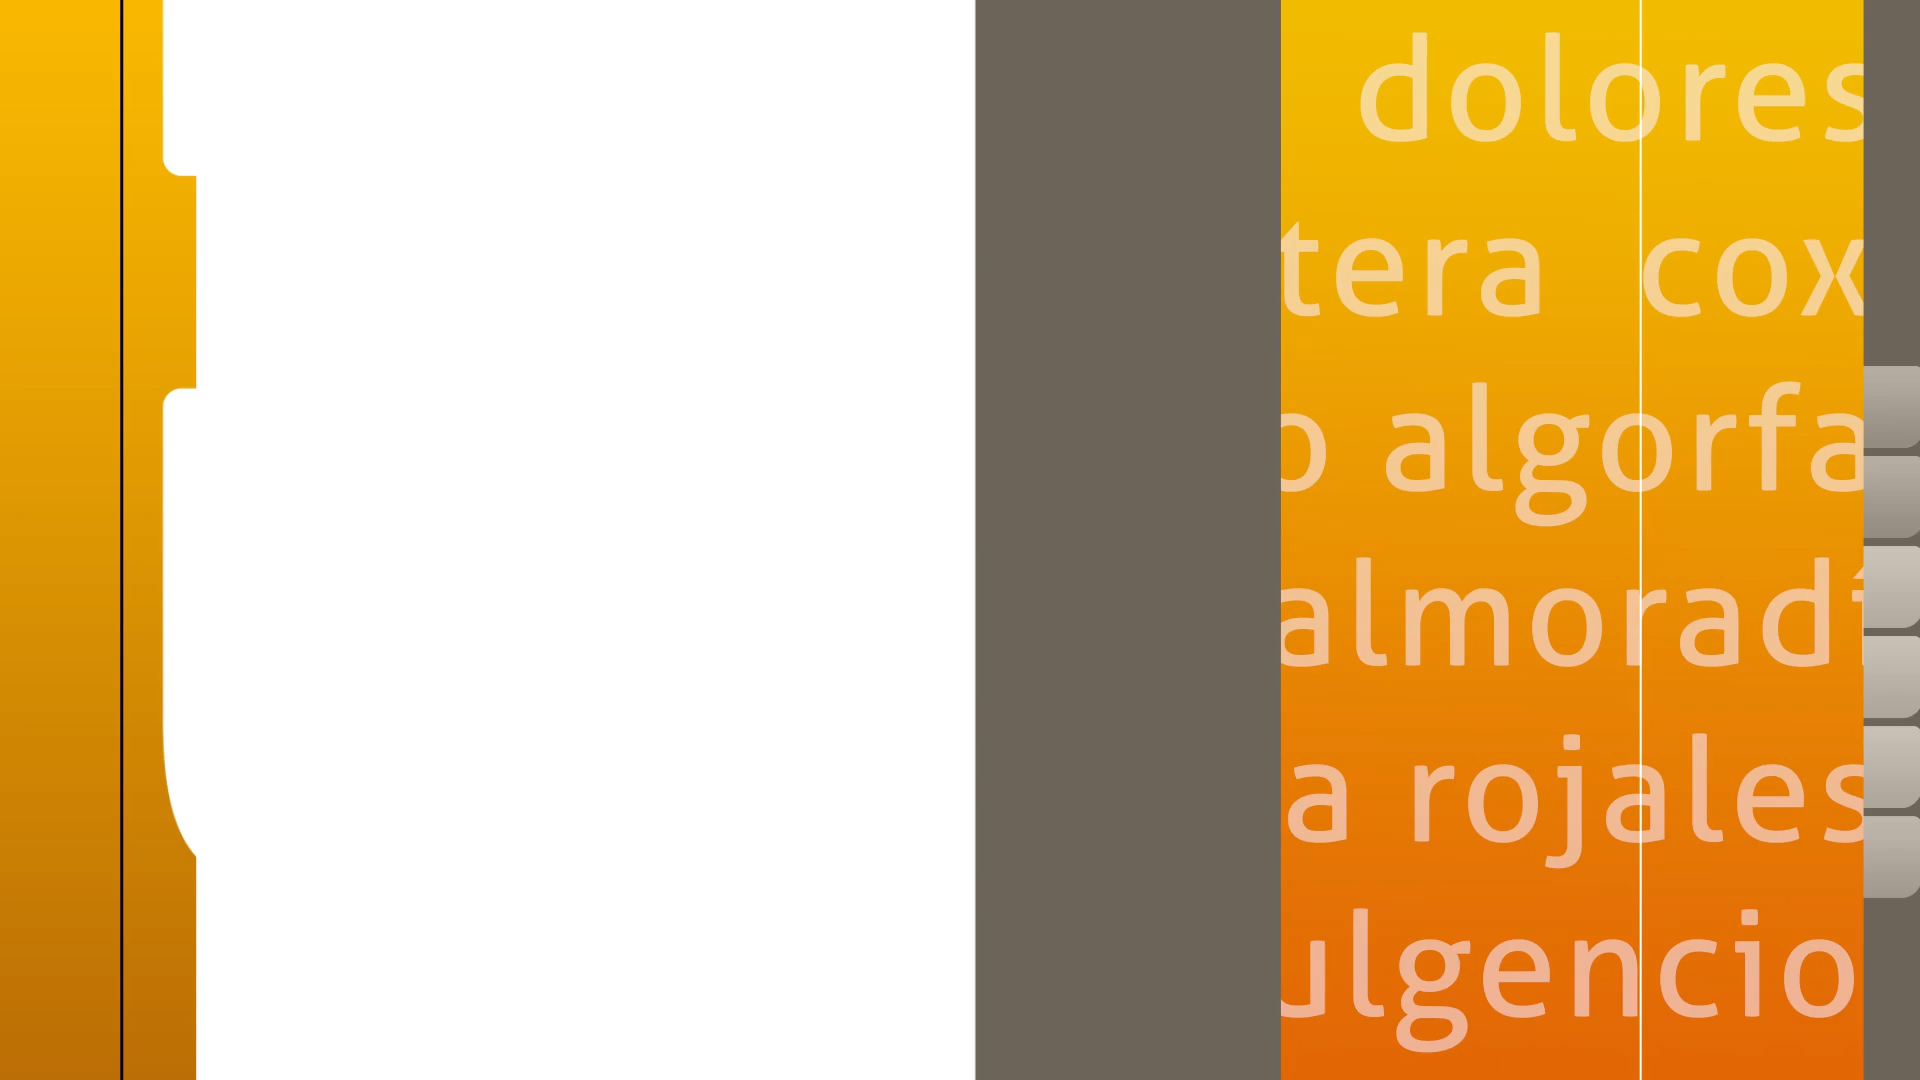 dolores
tera cox
o algorfa
almoradí
a rojales
ulgencio